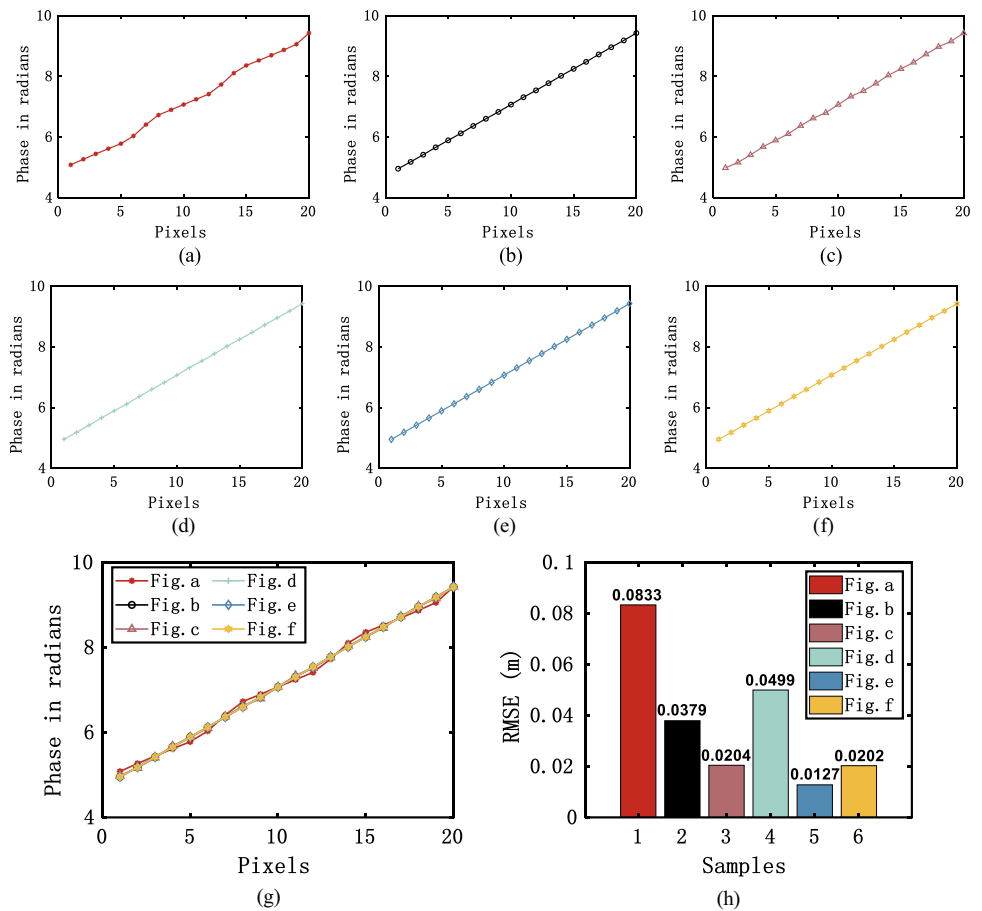 10
8
6
4
Phase in radians
0 5 10 15 20
Pixels
(a)
10
8
6
4
Phase in radians
0 5 10 15 20
Pixels
(b)
10
8
6
4
Phase in radians
0 5 10 15 20
Pixels
(c)
10
8
6
4
Phase in radians
0 5 10 15 20
Pixels
(d)
10
8
6
4
Phase in radians
0 5 10 15 20
Pixels
(e)
10
8
6
4
Phase in radians
0 5 10 15 20
Pixels
(f)
10
8
6
4
Phase in radians
Fig.a Fig.d
Fig.b Fig.e
Fig.c Fig.f
0 5 10 15 20
Pixels
(g)
0.1
0.08
0.06
0.04
0.02
0
RMSE (m)
0.0833
0.0379
0.0204
0.0499
0.0127
0.0202
Fig.a
Fig.b
Fig.c
Fig.d
Fig.e
Fig.f
1 2 3 4 5 6
Samples
(h)